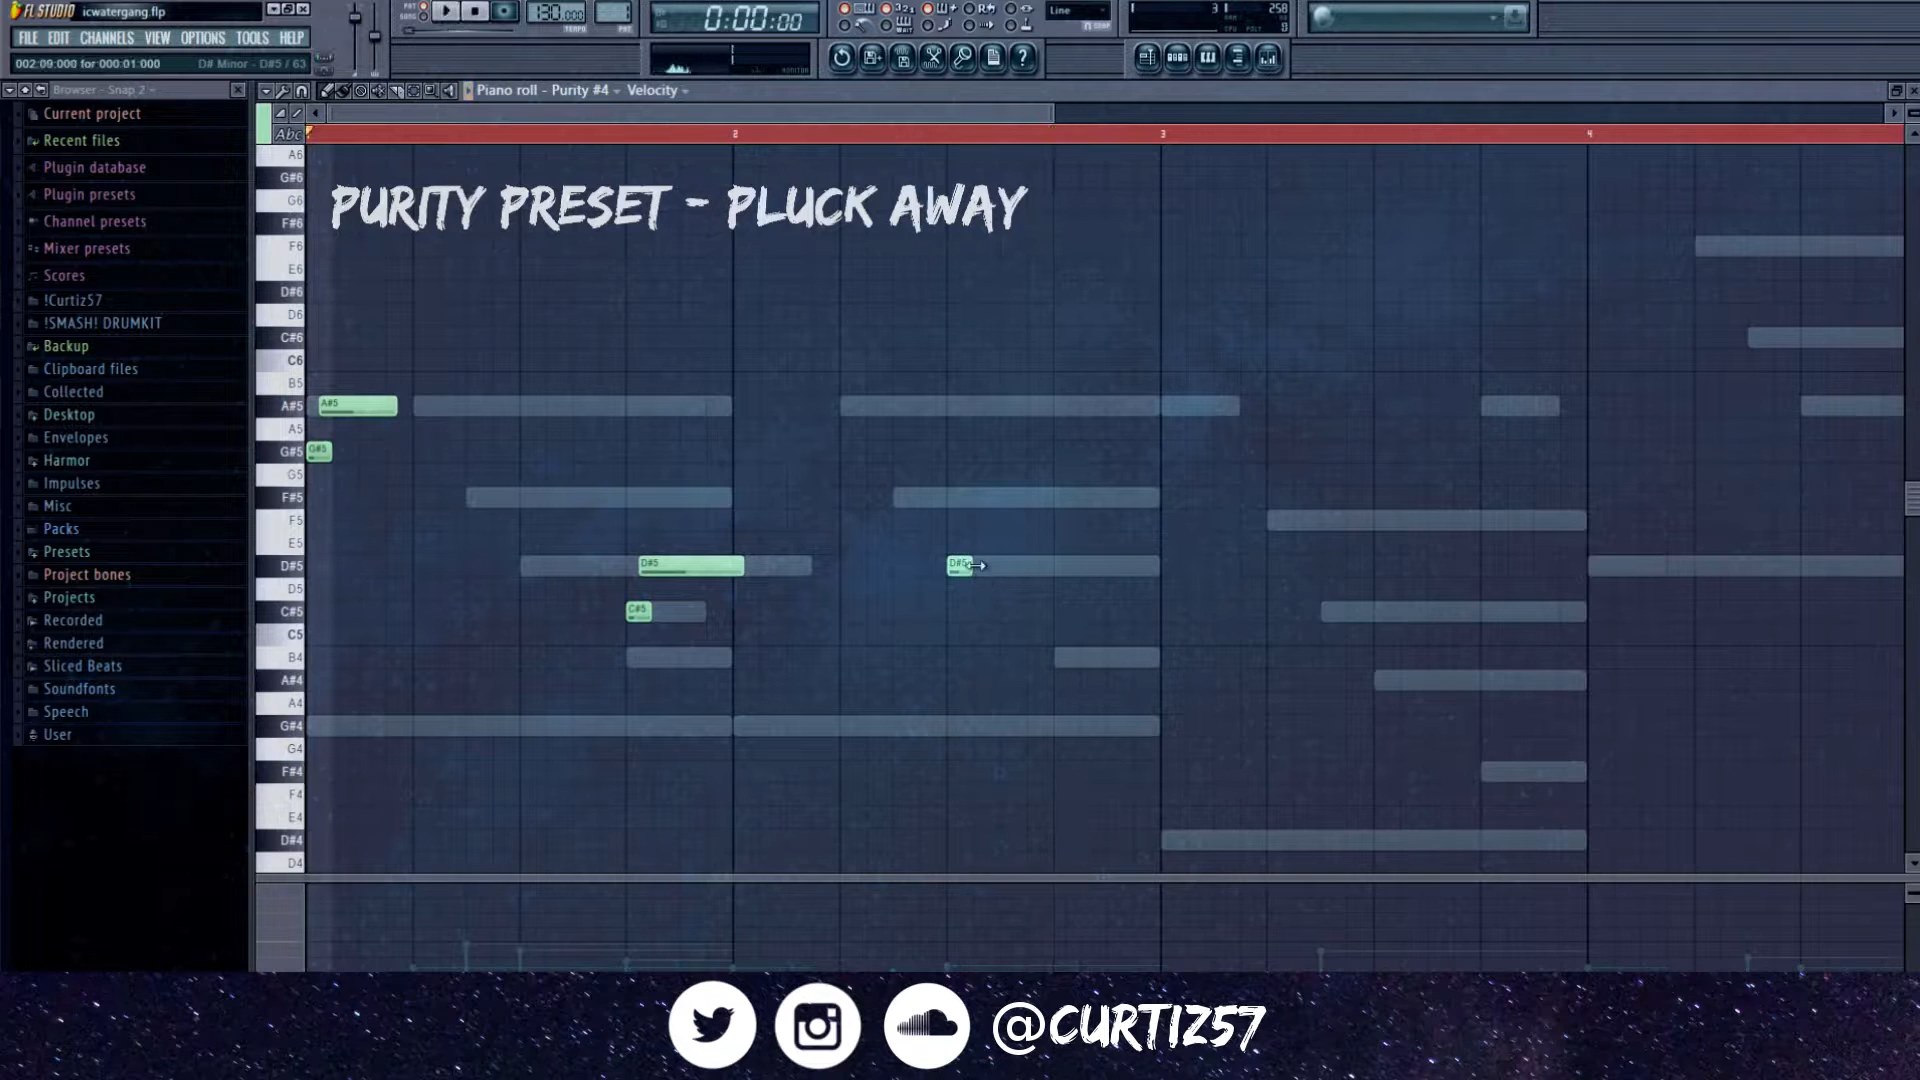 FL STUDIO icwatergang.flp
FILE EDIT CHANNELS VIEW OPTIONS TOOLS HELP
002:09:000 for 000:01:000 D# Minor - D#5 / 63
130.000
TEMPO
PAT
0:00:00
MONITOR
Line
3 258
Browser - Snap 2
Piano roll - Purity #4 Velocity
Current project
Recent files
Plugin database
Plugin presets
Channel presets
Mixer presets
Scores
!Curtiz57
!SMASH! DRUMKIT
Backup
Clipboard files
Collected
Desktop
Envelopes
Harmor
Impulses
Misc
Packs
Presets
Project bones
Projects
Recorded
Rendered
Sliced Beats
Soundfonts
Speech
User
Abc
2 3 4
A6
G#6
G6
F#6
F6
E6
D#6
D6
C#6
C6
B5
A#5
A5
G#5
G5
F#5
F5
E5
D#5
D5
C#5
C5
B4
A#4
A4
G#4
G4
F#4
F4
E4
D#4
D4
PURITY PRESET - PLUCK AWAY
A#5
G#5
D#5
D#5
C#5
@CURTIZ57